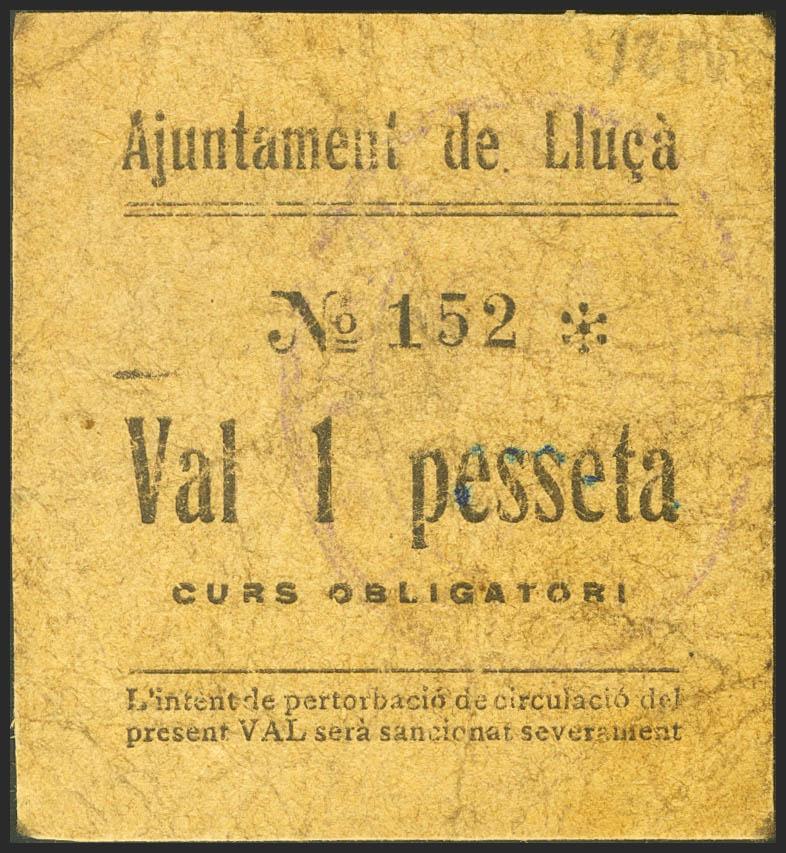 Ajuntament de Lluçà
Nº 152 *
Val 1 pesseta
CURS OBLIGATORI
L'intent de pertorbació de circulació del
present VAL serà sancionat severament